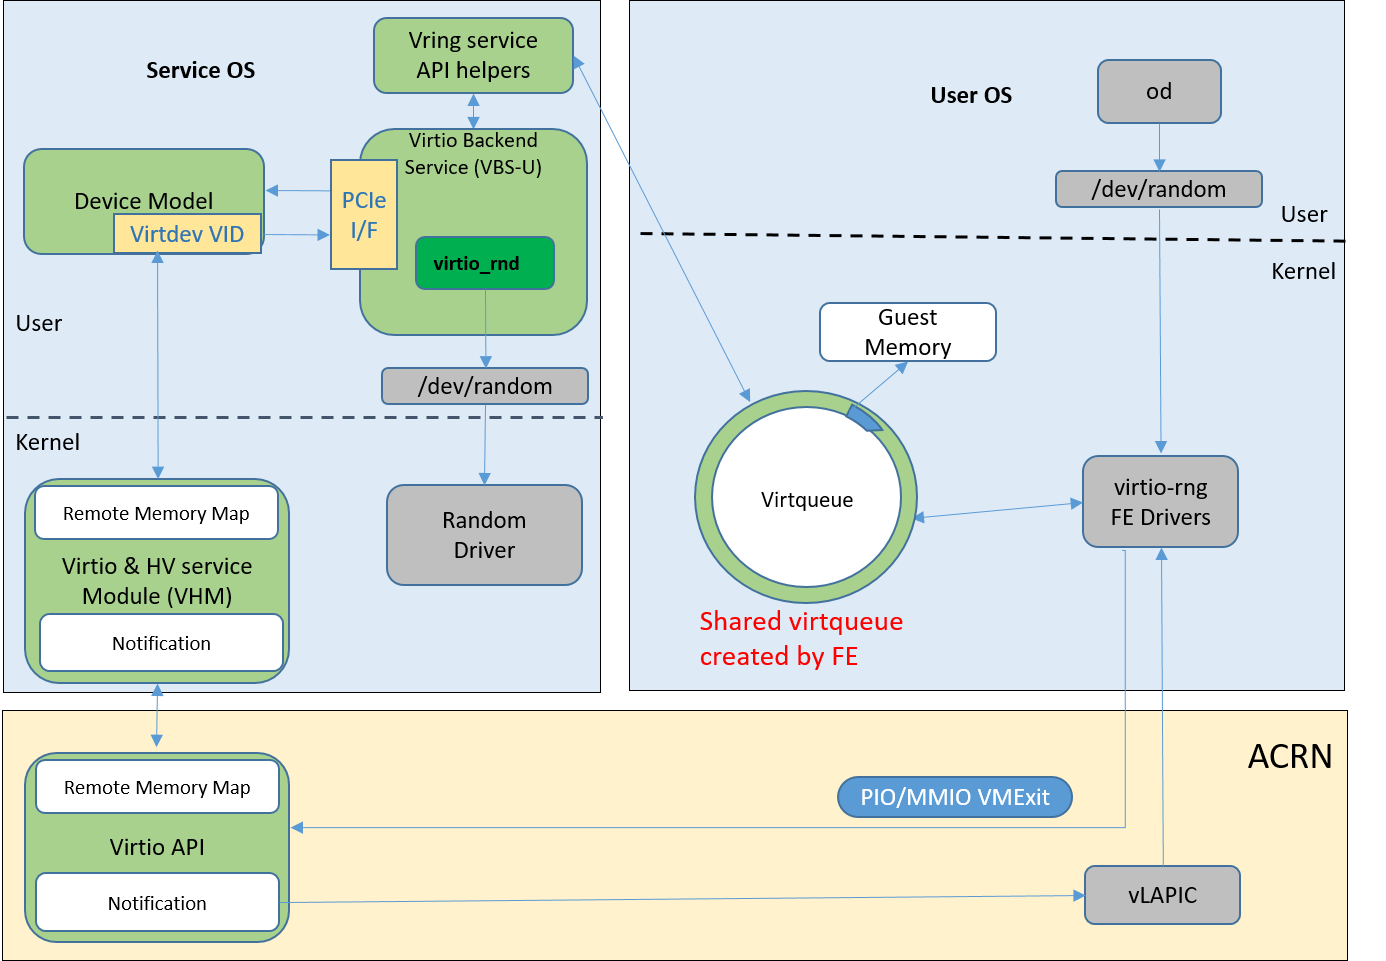 Service OS
Vring service
API helpers
Virtio Backend
Service (VBS-U)
Device Model
Virtdev VID
PCIe
I/F
virtio_rnd
User
/dev/random
Kernel
Remote Memory Map
Virtio & HV service
Module (VHM)
Notification
Random
Driver
User OS
od
/dev/random
User
Kernel
Guest
Memory
Virtqueue
virtio-rng
FE Drivers
Shared virtqueue
created by FE
ACRN
Remote Memory Map
Virtio API
Notification
PIO/MMIO VMExit
vLAPIC